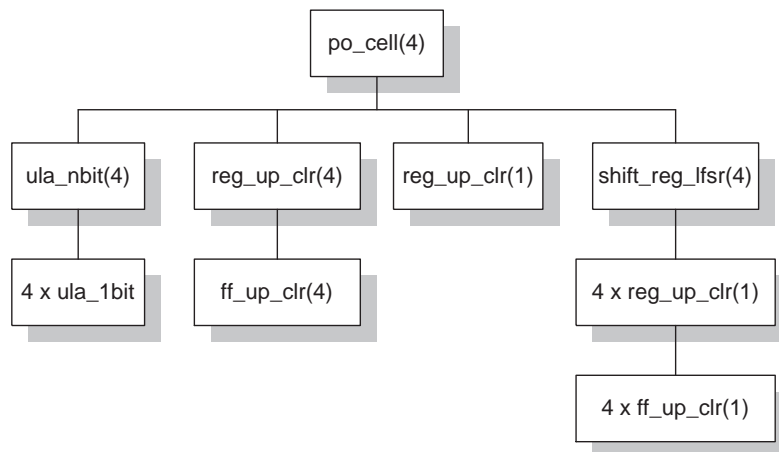 po_cell(4)
ula_nbit(4)
reg_up_clr(4)
reg_up_clr(1)
shift_reg_lfsr(4)
4 x ula_1bit
ff_up_clr(4)
4 x reg_up_clr(1)
4 x ff_up_clr(1)